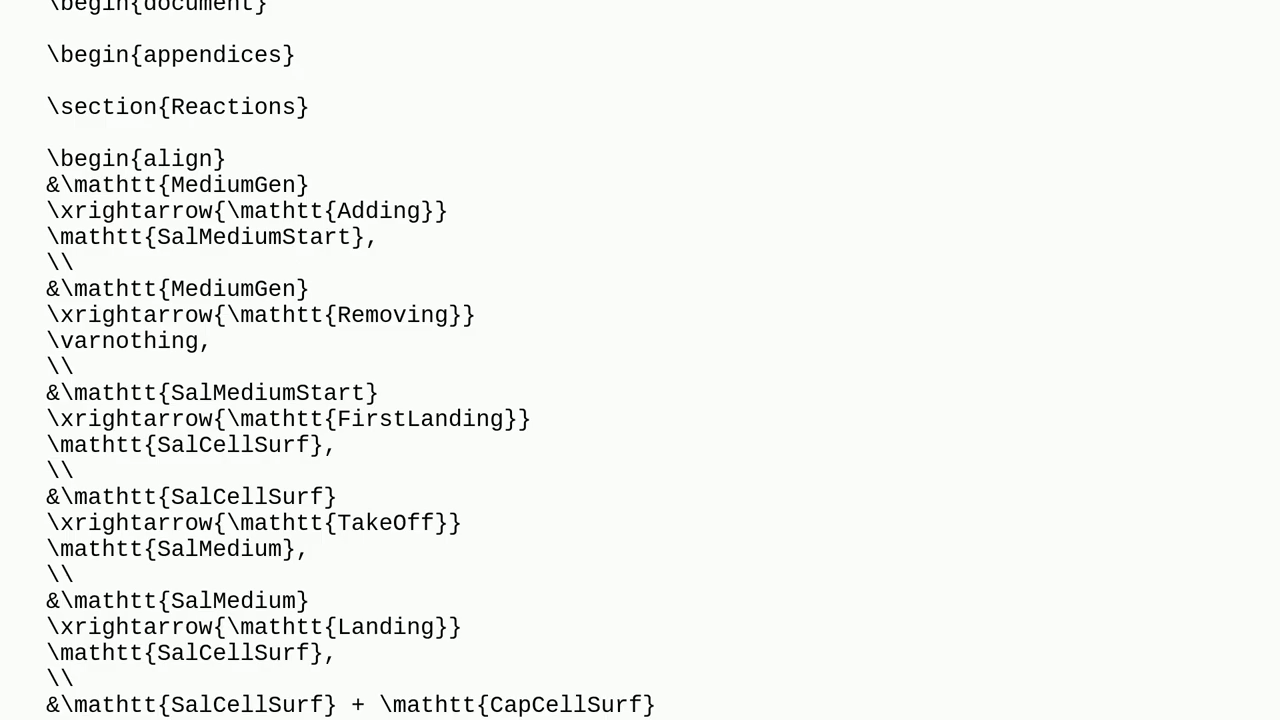 \begin{document}
\begin{appendices}
\section{Reactions}
\begin{align}
&\mathtt{MediumGen}
\xrightarrow{\mathtt{Adding}}
\mathtt{SalMediumStart},
\\
&\mathtt{MediumGen}
\xrightarrow{\mathtt{Removing}}
\varnothing,
\\
&\mathtt{SalMediumStart}
\xrightarrow{\mathtt{FirstLanding}}
\mathtt{SalCellSurf},
\\
&\mathtt{SalCellSurf}
\xrightarrow{\mathtt{TakeOff}}
\mathtt{SalMedium},
\\
&\mathtt{SalMedium}
\xrightarrow{\mathtt{Landing}}
\mathtt{SalCellSurf},
\\
&\mathtt{SalCellSurf} + \mathtt{CapCellSurf}